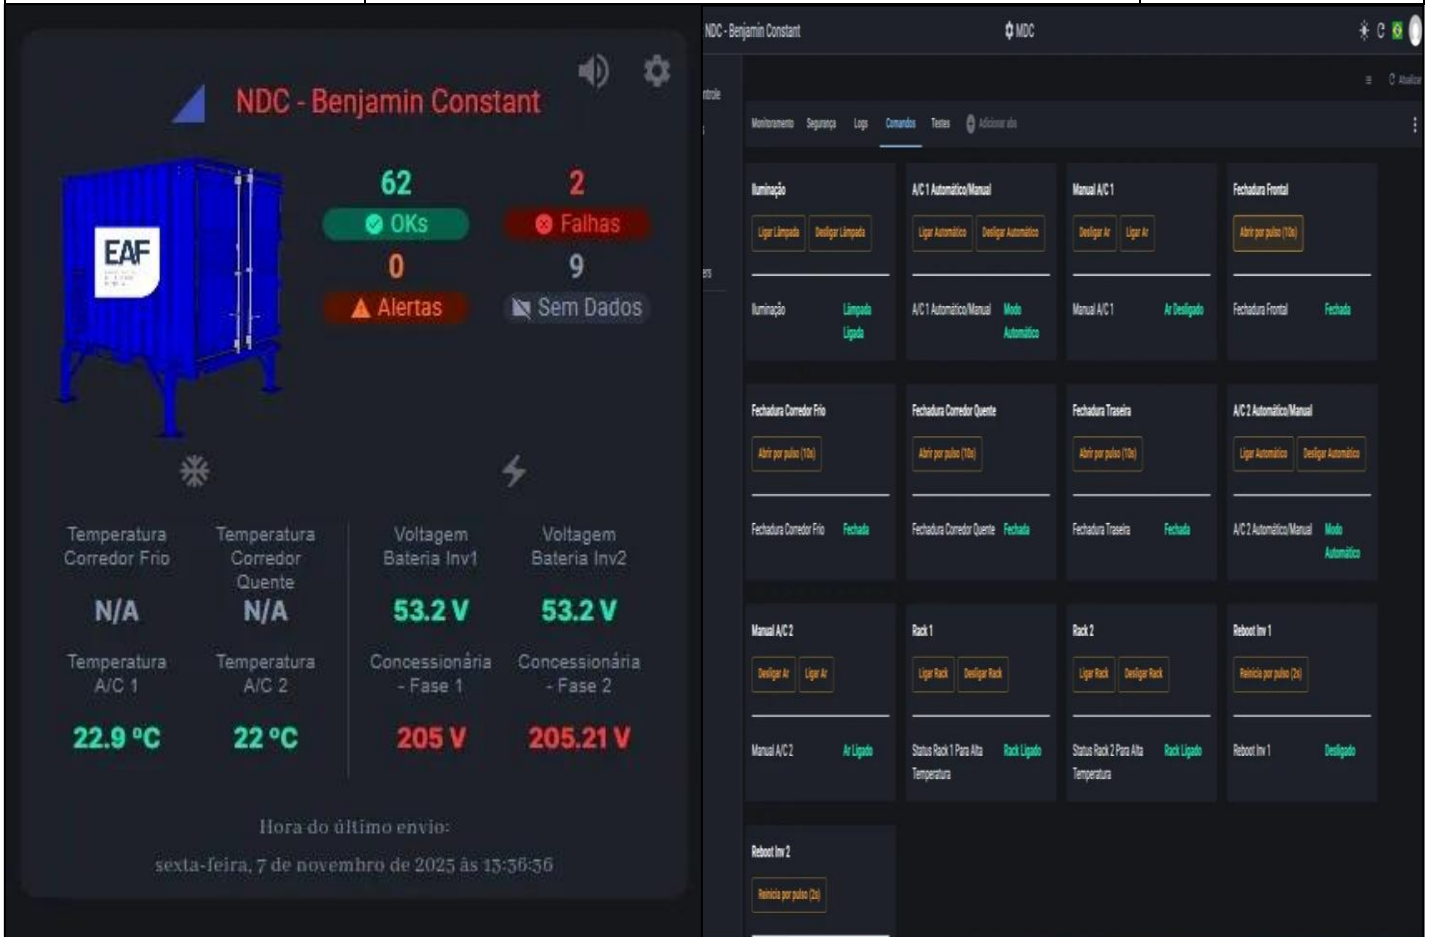 NDC - Benjamin Constant
EAF
62
2
OKs
Falhas
0
9
Alertas
Sem Dados
Temperatura
Corredor Frio
Temperatura
Corredor
Quente
Voltagem
Bateria Inv1
Voltagem
Bateria Inv2
N/A
N/A
53.2 V
53.2 V
Temperatura
A/C 1
Temperatura
A/C 2
Concessionária
- Fase 1
Concessionária
- Fase 2
22.9 ºC
22 ºC
205 V
205.21 V
Hora do último envio:
sexta-feira, 7 de novembro de 2025 às 13:36:36
NDC - Benjamin Constant
MDC
ntrole
s
ers
Atualizar
Monitoramento Segurança Logs Comandos Testes Adicionar aba
Iluminação
Ligar Lâmpada Desligar Lâmpada
Iluminação
Lâmpada
Ligada
A/C 1 Automático/Manual
Ligar Automático Desligar Automático
A/C 1 Automático/Manual
Modo
Automático
Manual A/C 1
Desligar Ar Ligar Ar
Manual A/C 1
Ar Desligado
Fechadura Frontal
Abrir por pulso (10s)
Fechadura Frontal
Fechada
Fechadura Corredor Frio
Abrir por pulso (10s)
Fechadura Corredor Frio
Fechada
Fechadura Corredor Quente
Abrir por pulso (10s)
Fechadura Corredor Quente
Fechada
Fechadura Traseira
Abrir por pulso (10s)
Fechadura Traseira
Fechada
A/C 2 Automático/Manual
Ligar Automático Desligar Automático
A/C 2 Automático/Manual
Modo
Automático
Manual A/C 2
Desligar Ar Ligar Ar
Manual A/C 2
Ar Ligado
Rack 1
Ligar Rack Desligar Rack
Status Rack 1 Para Alta
Temperatura
Rack Ligado
Rack 2
Ligar Rack Desligar Rack
Status Rack 2 Para Alta
Temperatura
Rack Ligado
Reboot Inv 1
Reinicia por pulso (2s)
Reboot Inv 1
Desligado
Reboot Inv 2
Reinicia por pulso (2s)